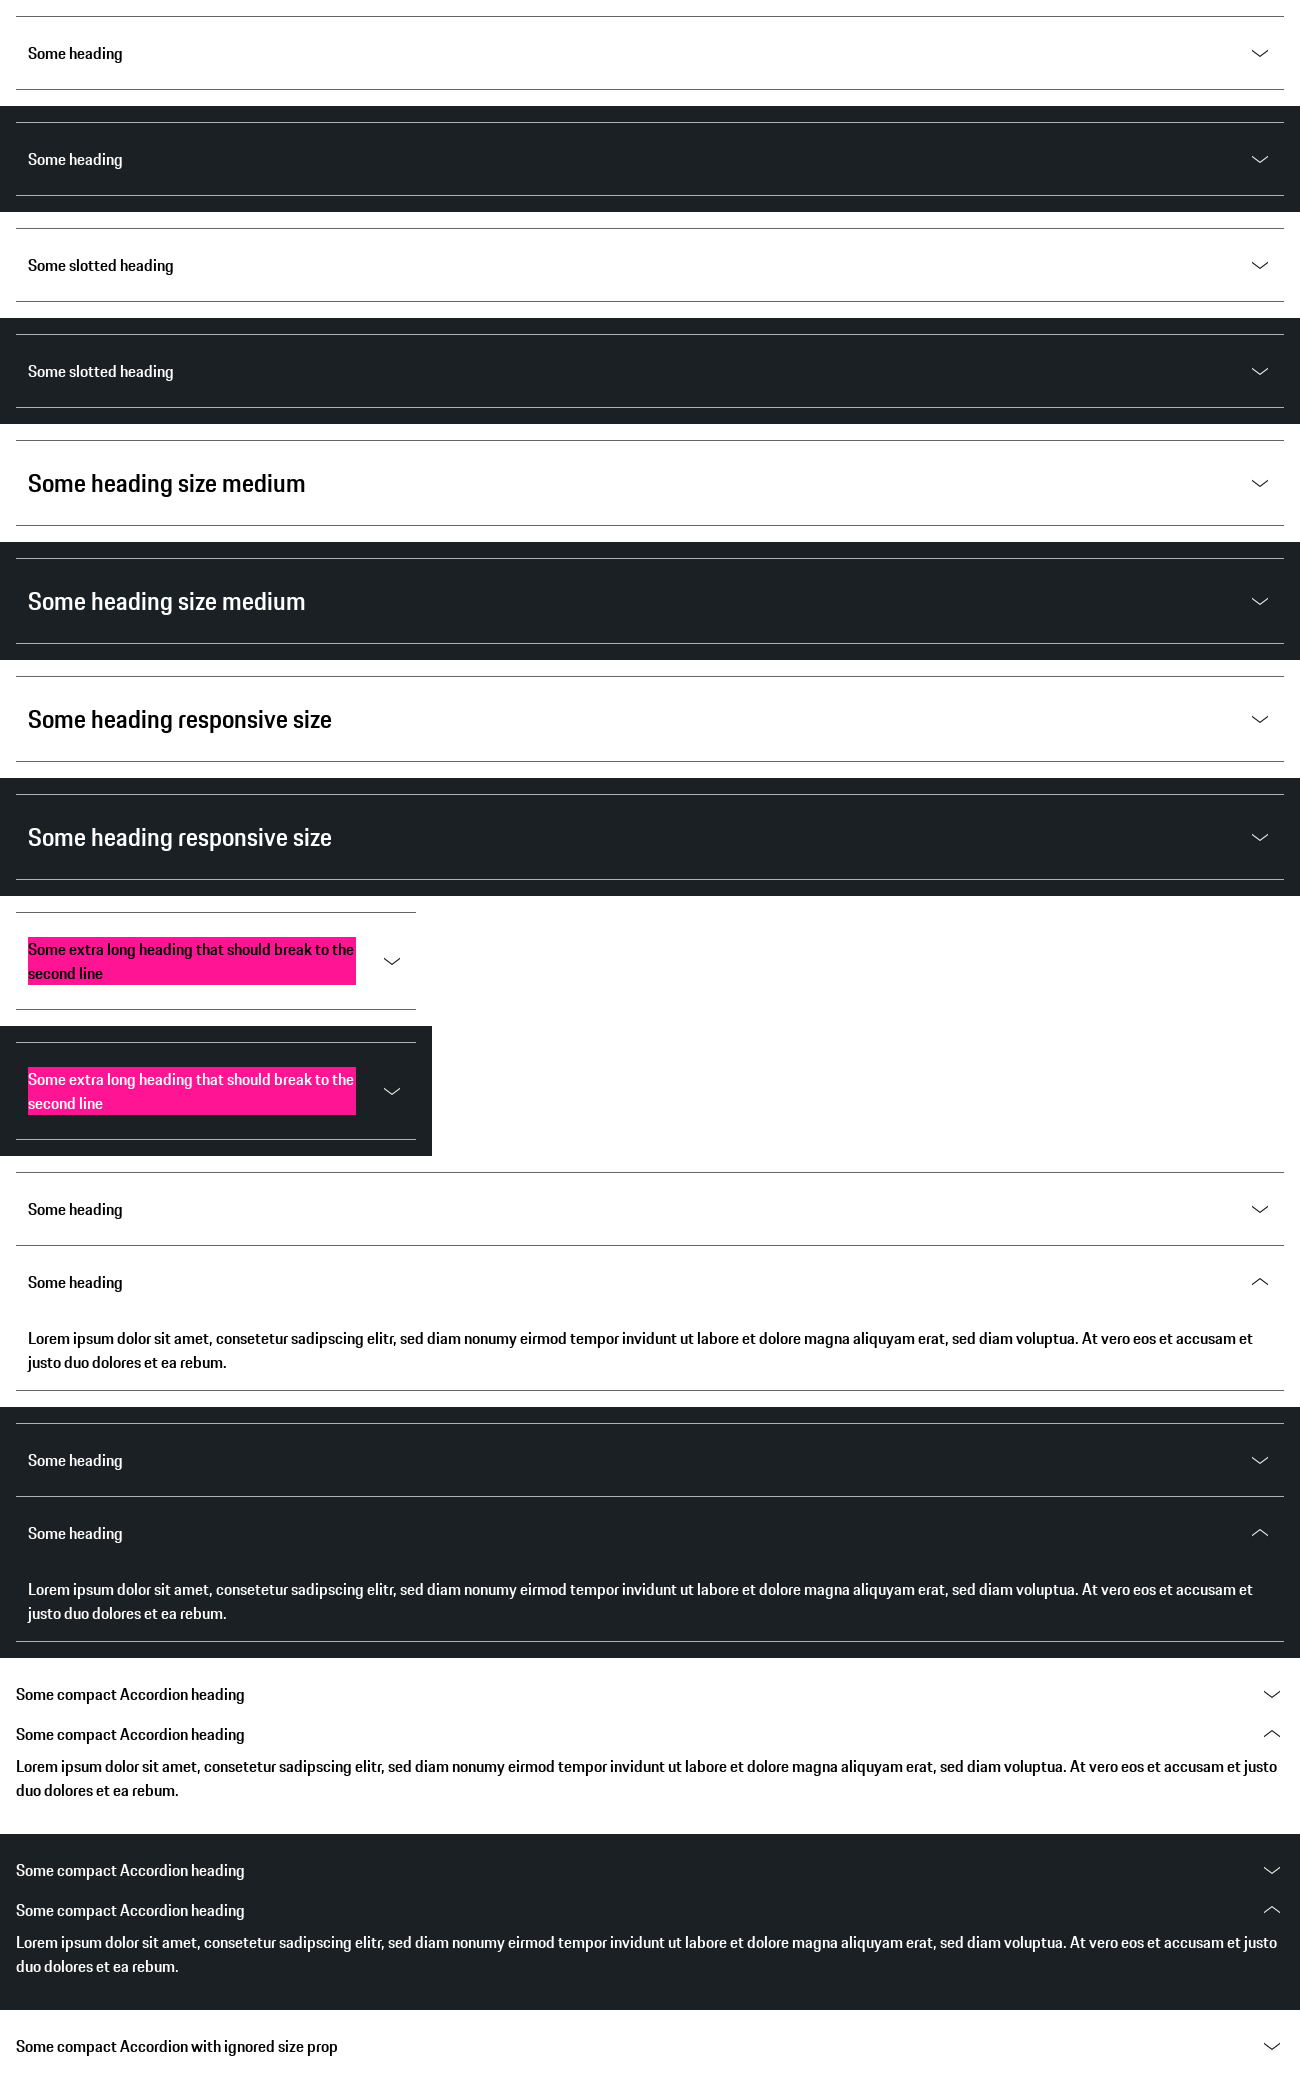 Some heading
Some heading
Some slotted heading
Some slotted heading
Some heading size medium
Some heading size medium
Some heading responsive size
Some heading responsive size
Some extra long heading that should break to the
second line
Some extra long heading that should break to the
second line
Some heading
Some heading
Lorem ipsum dolor sit amet, consetetur sadipscing elitr, sed diam nonumy eirmod tempor invidunt ut labore et dolore magna aliquyam erat, sed diam voluptua. At vero eos et accusam et
justo duo dolores et ea rebum.
Some heading
Some heading
Lorem ipsum dolor sit amet, consetetur sadipscing elitr, sed diam nonumy eirmod tempor invidunt ut labore et dolore magna aliquyam erat, sed diam voluptua. At vero eos et accusam et
justo duo dolores et ea rebum.
Some compact Accordion heading
Some compact Accordion heading
Lorem ipsum dolor sit amet, consetetur sadipscing elitr, sed diam nonumy eirmod tempor invidunt ut labore et dolore magna aliquyam erat, sed diam voluptua. At vero eos et accusam et justo
duo dolores et ea rebum.
Some compact Accordion heading
Some compact Accordion heading
Lorem ipsum dolor sit amet, consetetur sadipscing elitr, sed diam nonumy eirmod tempor invidunt ut labore et dolore magna aliquyam erat, sed diam voluptua. At vero eos et accusam et justo
duo dolores et ea rebum.
Some compact Accordion with ignored size prop